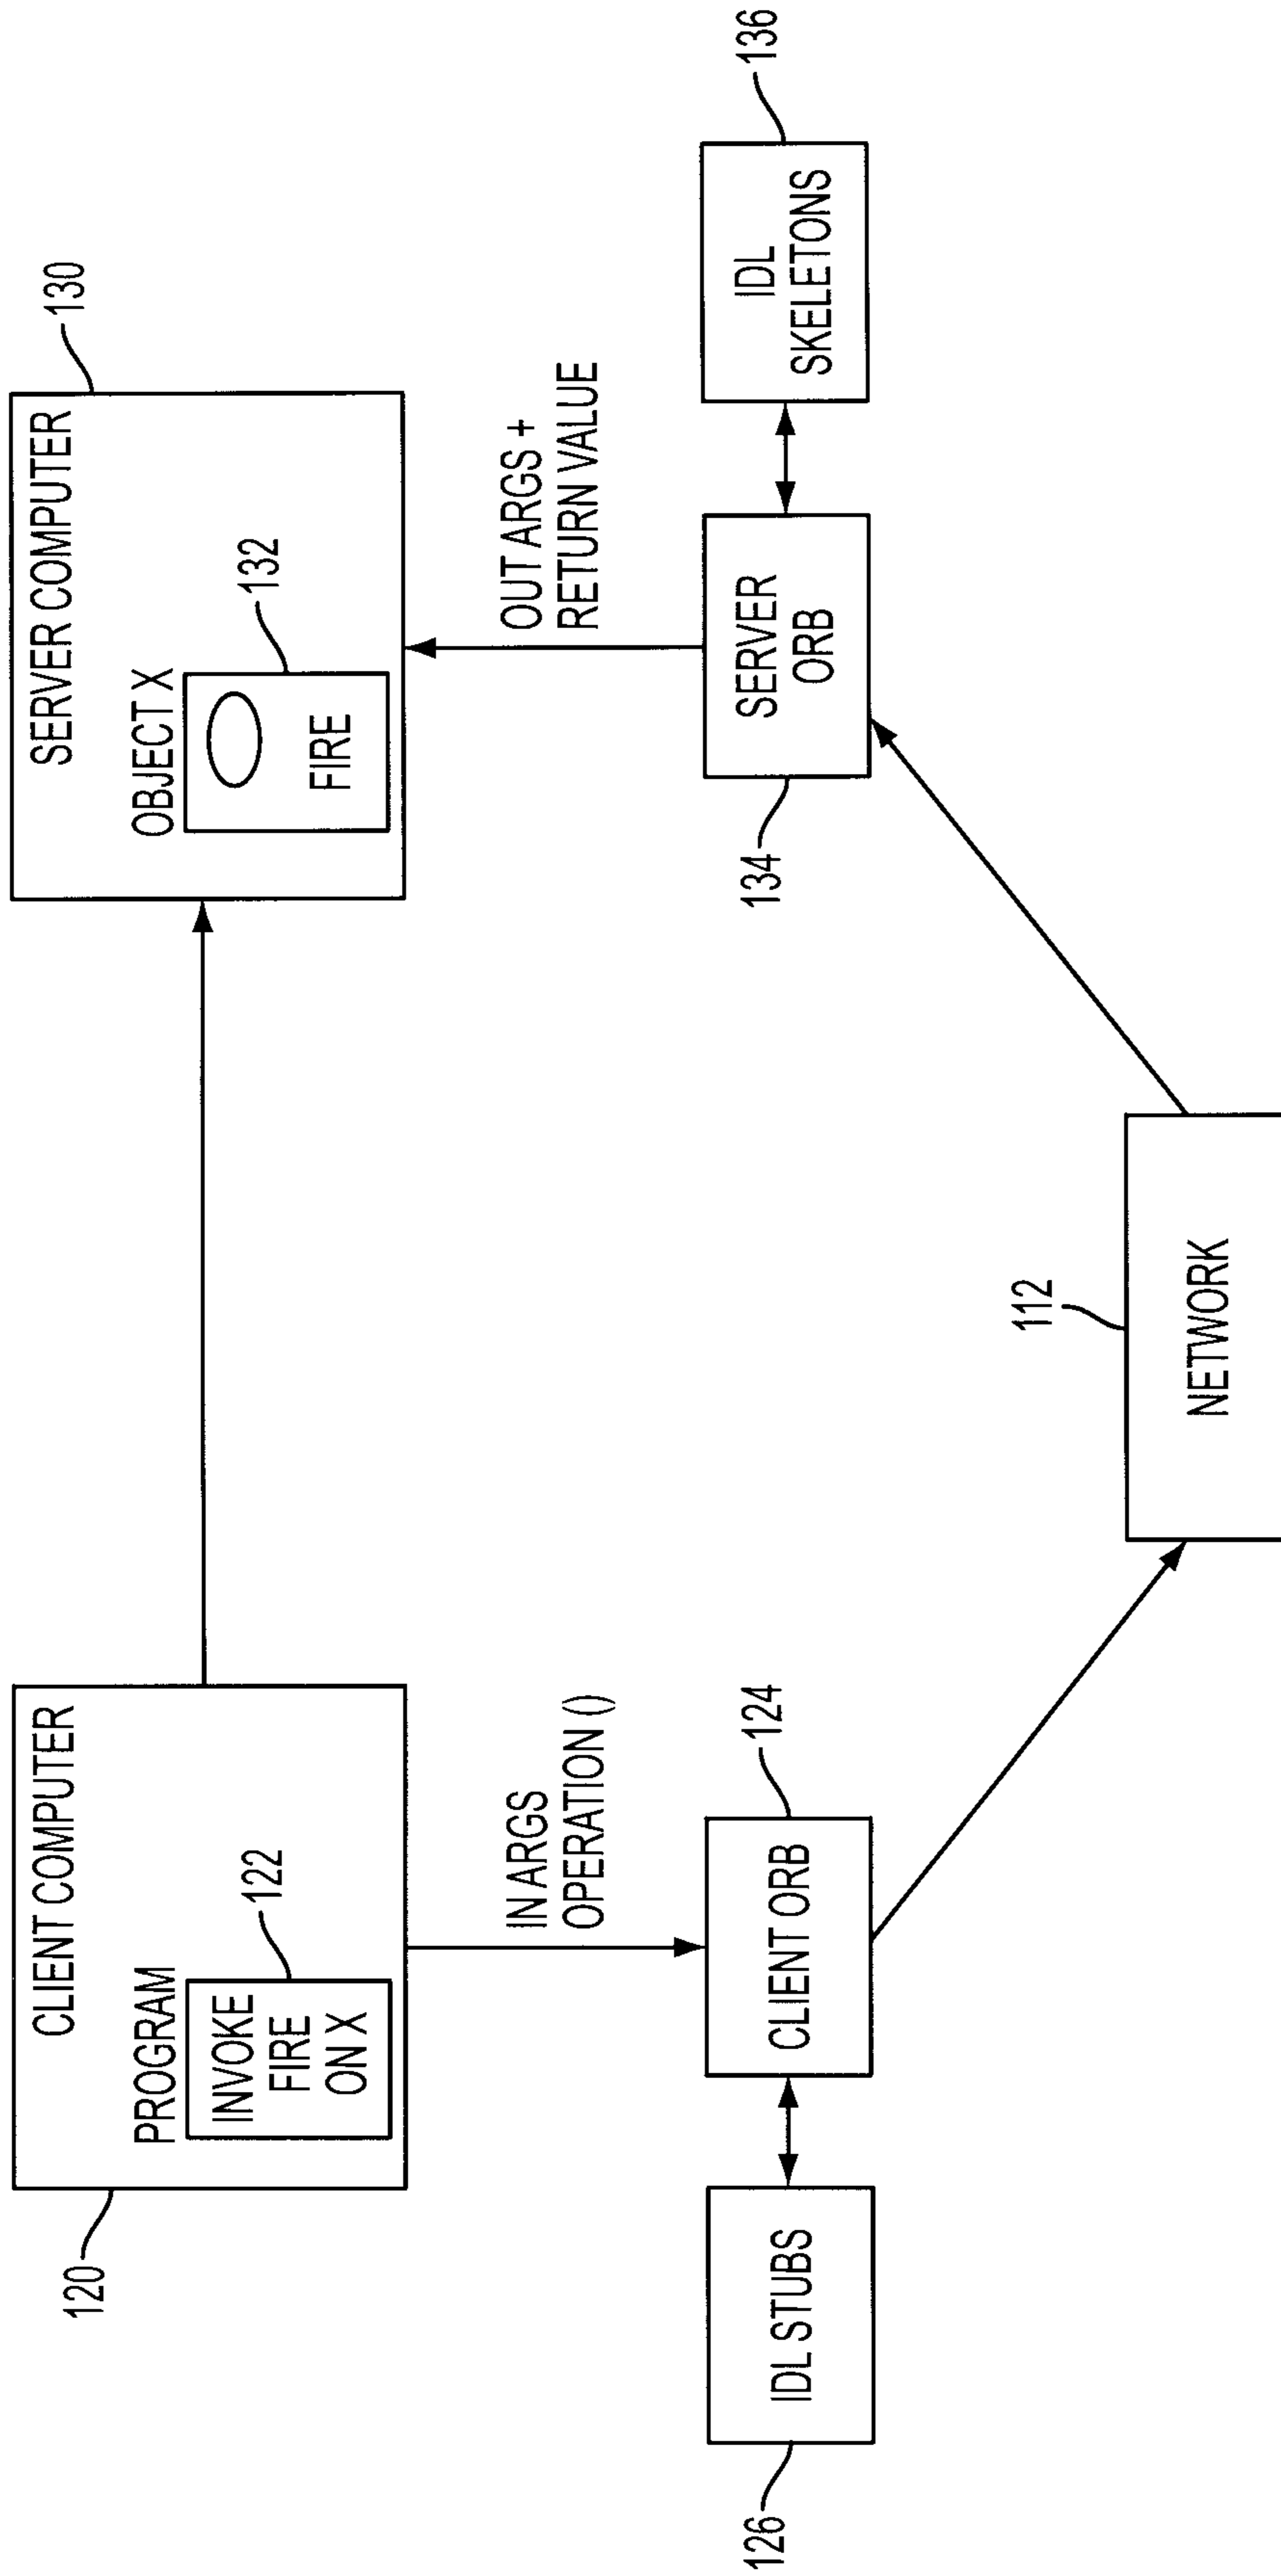 CLIENT COMPUTER
PROGRAM
INVOKE
FIRE
ON X
122
120
SERVER COMPUTER
OBJECT X
FIRE
132
130
IN ARGS
OPERATION ()
OUT ARGS +
RETURN VALUE
IDL STUBS
126
CLIENT ORB
124
SERVER
ORB
134
IDL
SKELETONS
136
112
NETWORK